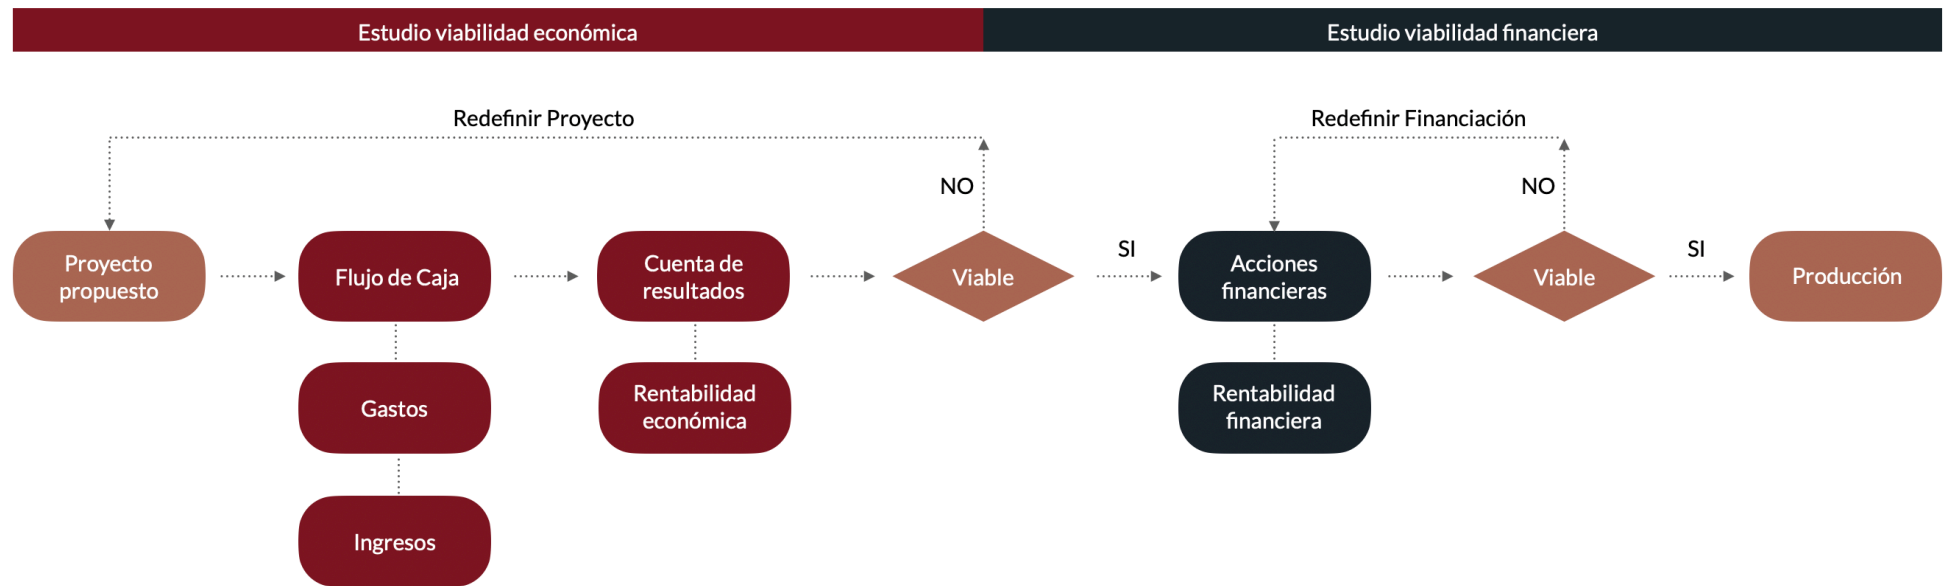 Estudio viabilidad económica
Estudio viabilidad financiera
Redefinir Proyecto
Redefinir Financiación
NO
NO
Proyecto
propuesto
Flujo de Caja
Cuenta de
resultados
Viable
SI
Acciones
financieras
Viable
SI
Producción
Gastos
Rentabilidad
económica
Rentabilidad
financiera
Ingresos